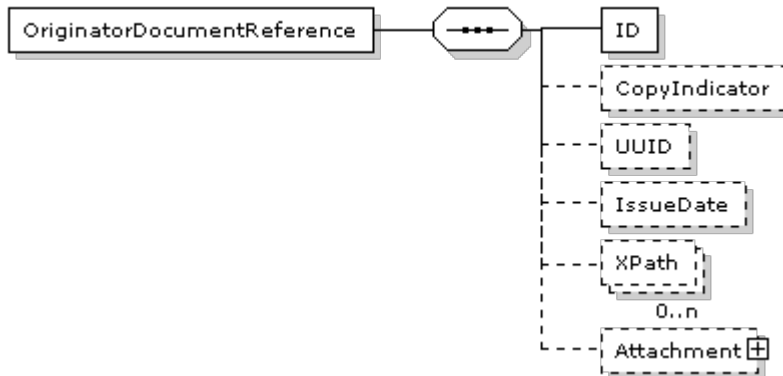 OriginatorDocumentReference
ID
CopyIndicator
UUID
IssueDate
XPath
0..n
Attachment